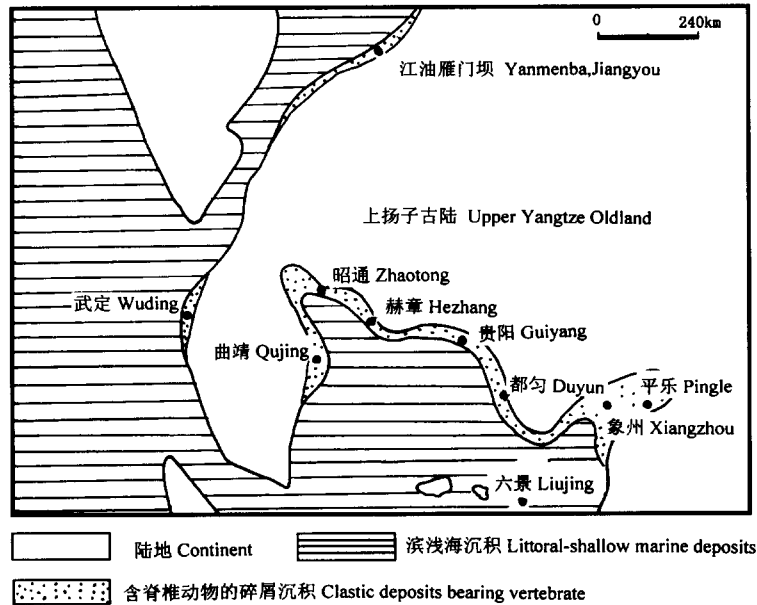 0 240km
江油雁门坝 Yanmenba,Jiangyou
上扬子古陆 Upper Yangtze Oldland
昭通 Zhaotong
武定 Wuding
赫章 Hezhang
贵阳 Guiyang
曲靖 Qujing
都匀 Duyun 平乐 Pingle
象州 Xiangzhou
六景 Liujing
陆地 Continent 滨浅海沉积 Littoral-shallow marine deposits
含脊椎动物的碎屑沉积 Clastic deposits bearing vertebrate